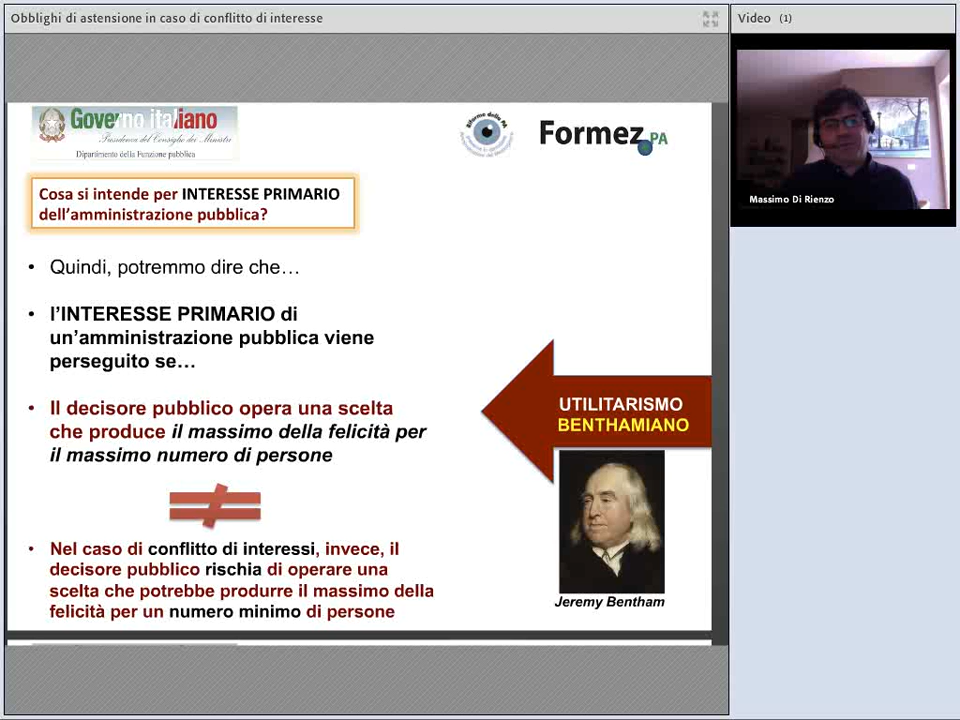 Obblighi di astensione in caso di conflitto di interesse
Video (1)
Governo italiano
Presidenza del Consiglio dei Ministri
Dipartimento della Funzione pubblica
Formez PA
Massimo Di Rienzo
Cosa si intende per INTERESSE PRIMARIO
dell’amministrazione pubblica?
• Quindi, potremmo dire che…
• l’INTERESSE PRIMARIO di
un’amministrazione pubblica viene
perseguito se…
• Il decisore pubblico opera una scelta
che produce il massimo della felicità per
il massimo numero di persone
≠
UTILITARISMO
BENTHAMIANO
Jeremy Bentham
• Nel caso di conflitto di interessi, invece, il
decisore pubblico rischia di operare una
scelta che potrebbe produrre il massimo della
felicità per un numero minimo di persone